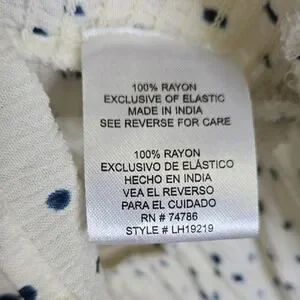 100% RAYON
EXCLUSIVE OF ELASTIC
MADE IN INDIA
SEE REVERSE FOR CARE
100% RAYON
EXCLUSIVO DE ELÁSTICO
HECHO EN INDIA
VEA EL REVERSO
PARA EL CUIDADO
RN # 74786
STYLE # LH19219